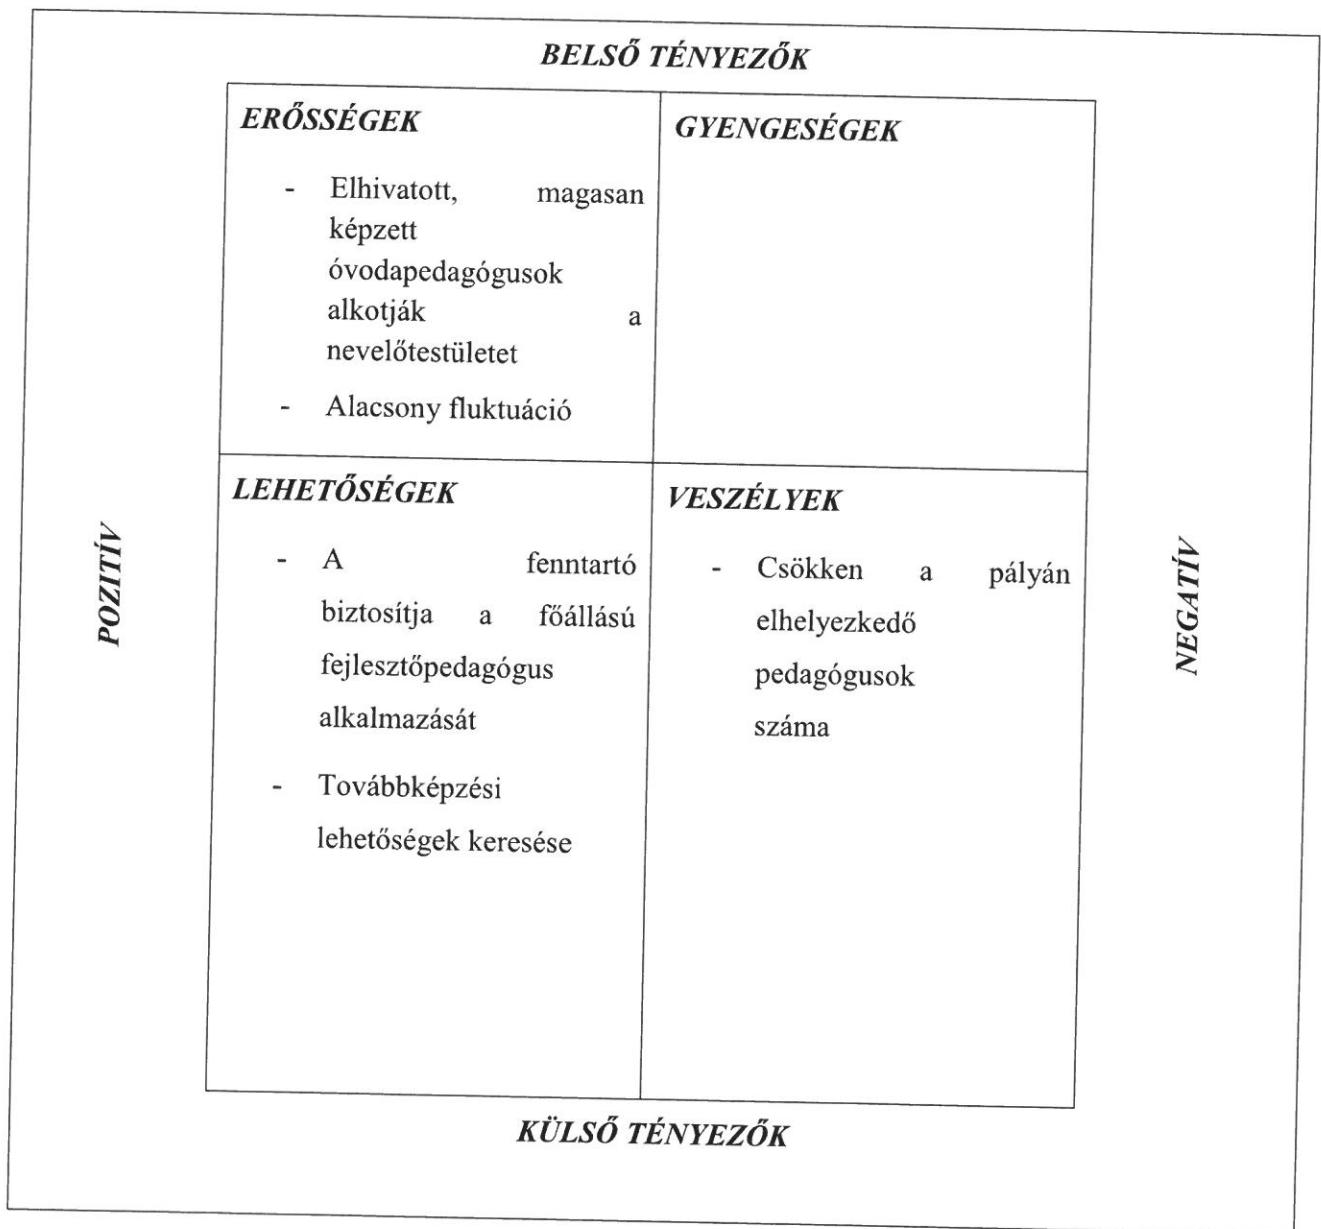 BELSŐ TÉNYEZŐK
ERŐSSÉGEK
- Elhivatott, magasan
képzett
óvodapedagógusok
alkotják a
nevelőtestületet
- Alacsony fluktuáció
GYENGESÉGEK
POZITÍV
LEHETŐSÉGEK
- A fenntartó
biztosítja a főállású
fejlesztőpedagógus
alkalmazását
- Továbbképzési
lehetőségek keresése
VESZÉLYEK
- Csökken a pályán
elhelyezkedő
pedagógusok
száma
NEGATÍV
KÜLSŐ TÉNYEZŐK